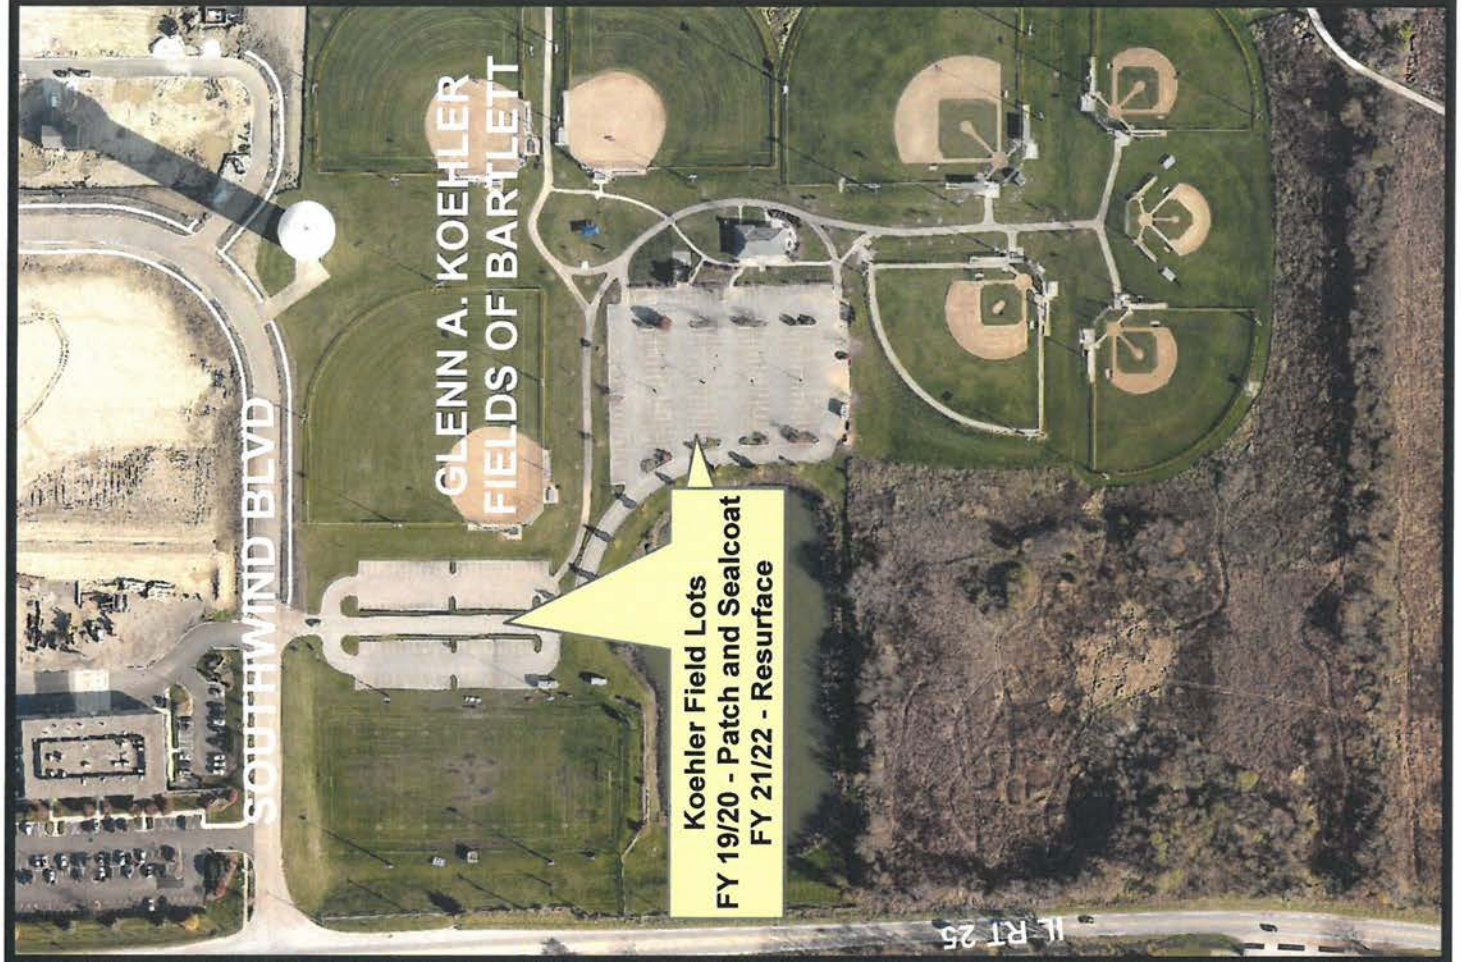 SOUTHWIND BLVD
GLENN A. KOEHLER
FIELDS OF BARTLETT
Koehler Field Lots
FY 19/20 - Patch and Sealcoat
FY 21/22 - Resurface
IL RT 25